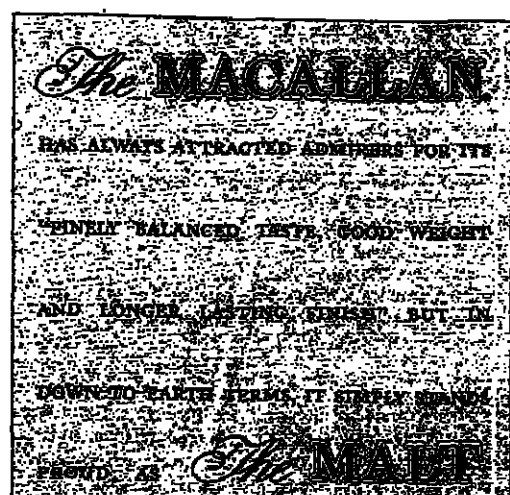 The MACALLAN
HAS ALWAYS ATTRACTED ADMIRERS FOR ITS
"FINELY BALANCED TASTE, GOOD WEIGHT
AND LONGER LASTING FINISH" BUT IN
DOWN-TO-EARTH TERMS, IT SIMPLY STANDS
PROUD AS The MALT